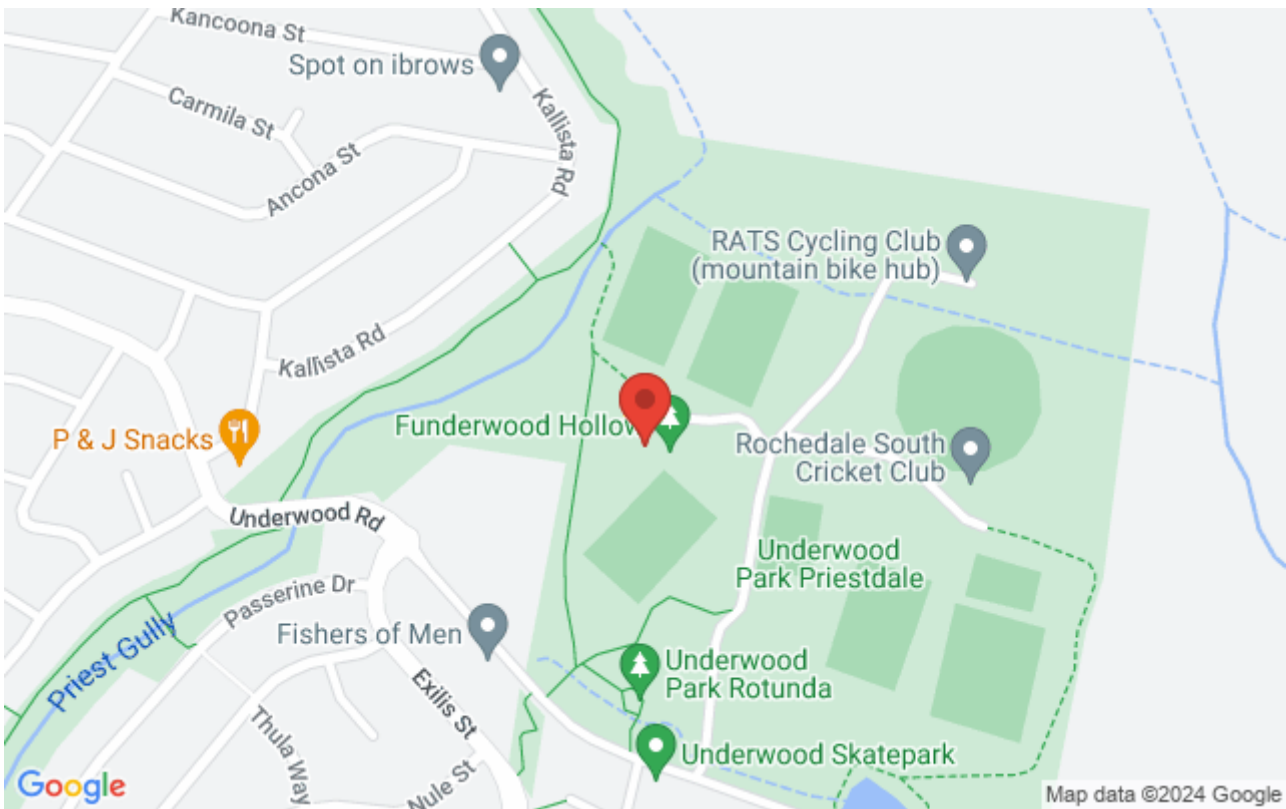 Kancoona St
Spot on ibrows
Carmila St
Kallista Rd
Ancona St
RATS Cycling Club
(mountain bike hub)
Kallista Rd
P & J Snacks
Funderwood Hollow
Rochedale South
Cricket Club
Underwood Rd
Underwood
Park Priestdale
Passerine Dr
Fishers of Men
Priest Gully
Underwood
Park Rotunda
Exilis St
Thula Way
Underwood Skatepark
Nule St
Google
Map data ©2024 Google